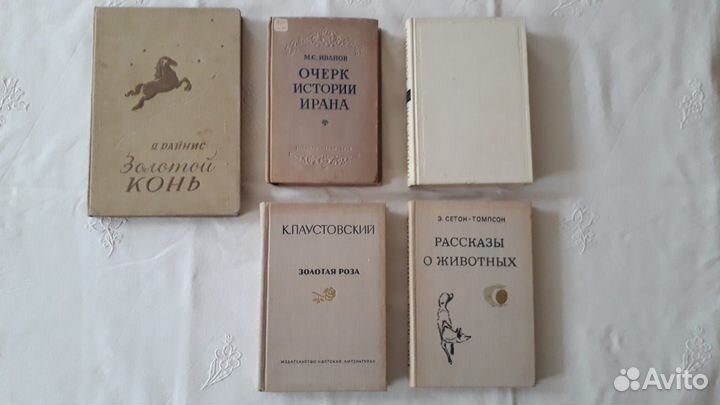 Я. РАЙНИС
Золотой
КОНЬ
М.С. ИВАНОВ
ОЧЕРК
ИСТОРИИ
ИРАНА
К. ПАУСТОВСКИЙ
ЗОЛОТАЯ РОЗА
ИЗДАТЕЛЬСТВО «ДЕТСКАЯ ЛИТЕРАТУРА»
Э. СЕТОН-ТОМПСОН
РАССКАЗЫ
О ЖИВОТНЫХ
Avito